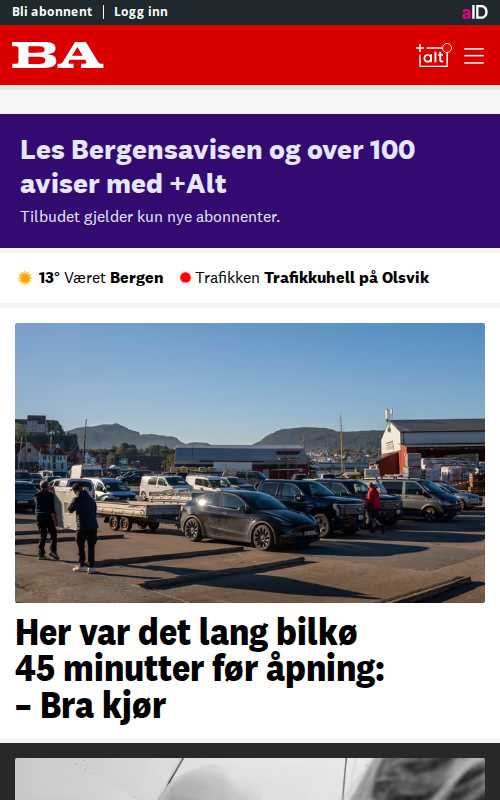 Bli abonnent | Logg inn
aID
BA
+alt
Les Bergensavisen og over 100
aviser med +Alt
Tilbudet gjelder kun nye abonnenter.
13° Været Bergen Trafikken Trafikkuhell på Olsvik
Her var det lang bilkø
45 minutter før åpning:
– Bra kjør